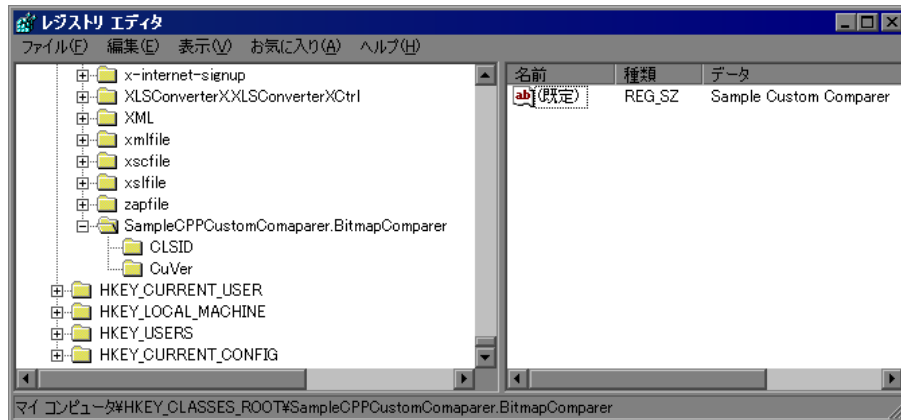 レジストリ エディタ
ファイル(F) 編集(E) 表示(V) お気に入り(A) ヘルプ(H)
x-internet-signup
XLSConverterX.XLSConverterXCtrl
XML
xmlfile
xscfile
xslfile
zapfile
SampleCPPCustomComaparer.BitmapComparer
CLSID
CuVer
HKEY_CURRENT_USER
HKEY_LOCAL_MACHINE
HKEY_USERS
HKEY_CURRENT_CONFIG
名前 種類 データ
ab (既定) REG_SZ Sample Custom Comparer
マイ コンピュータ¥HKEY_CLASSES_ROOT¥SampleCPPCustomComaparer.BitmapComparer